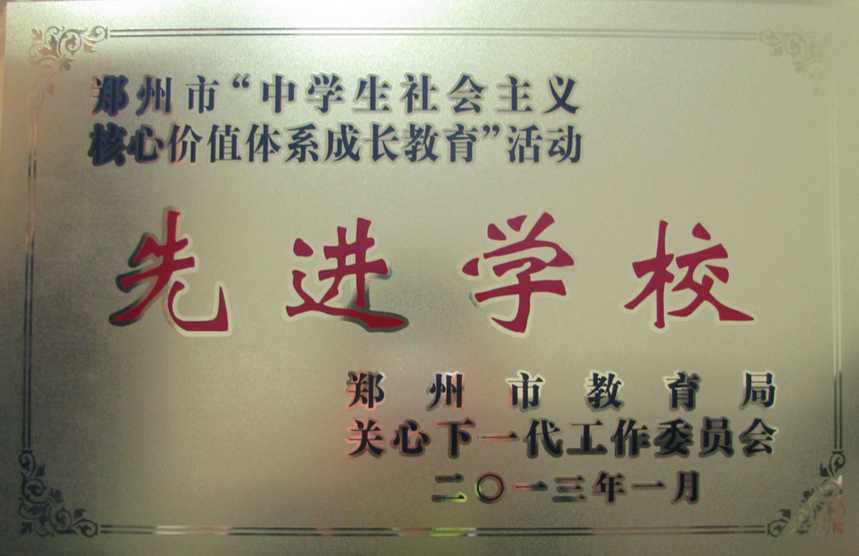 郑州市“中学生社会主义
核心价值体系成长教育”活动
先进学校
郑州市教育局
关心下一代工作委员会
二〇一三年一月